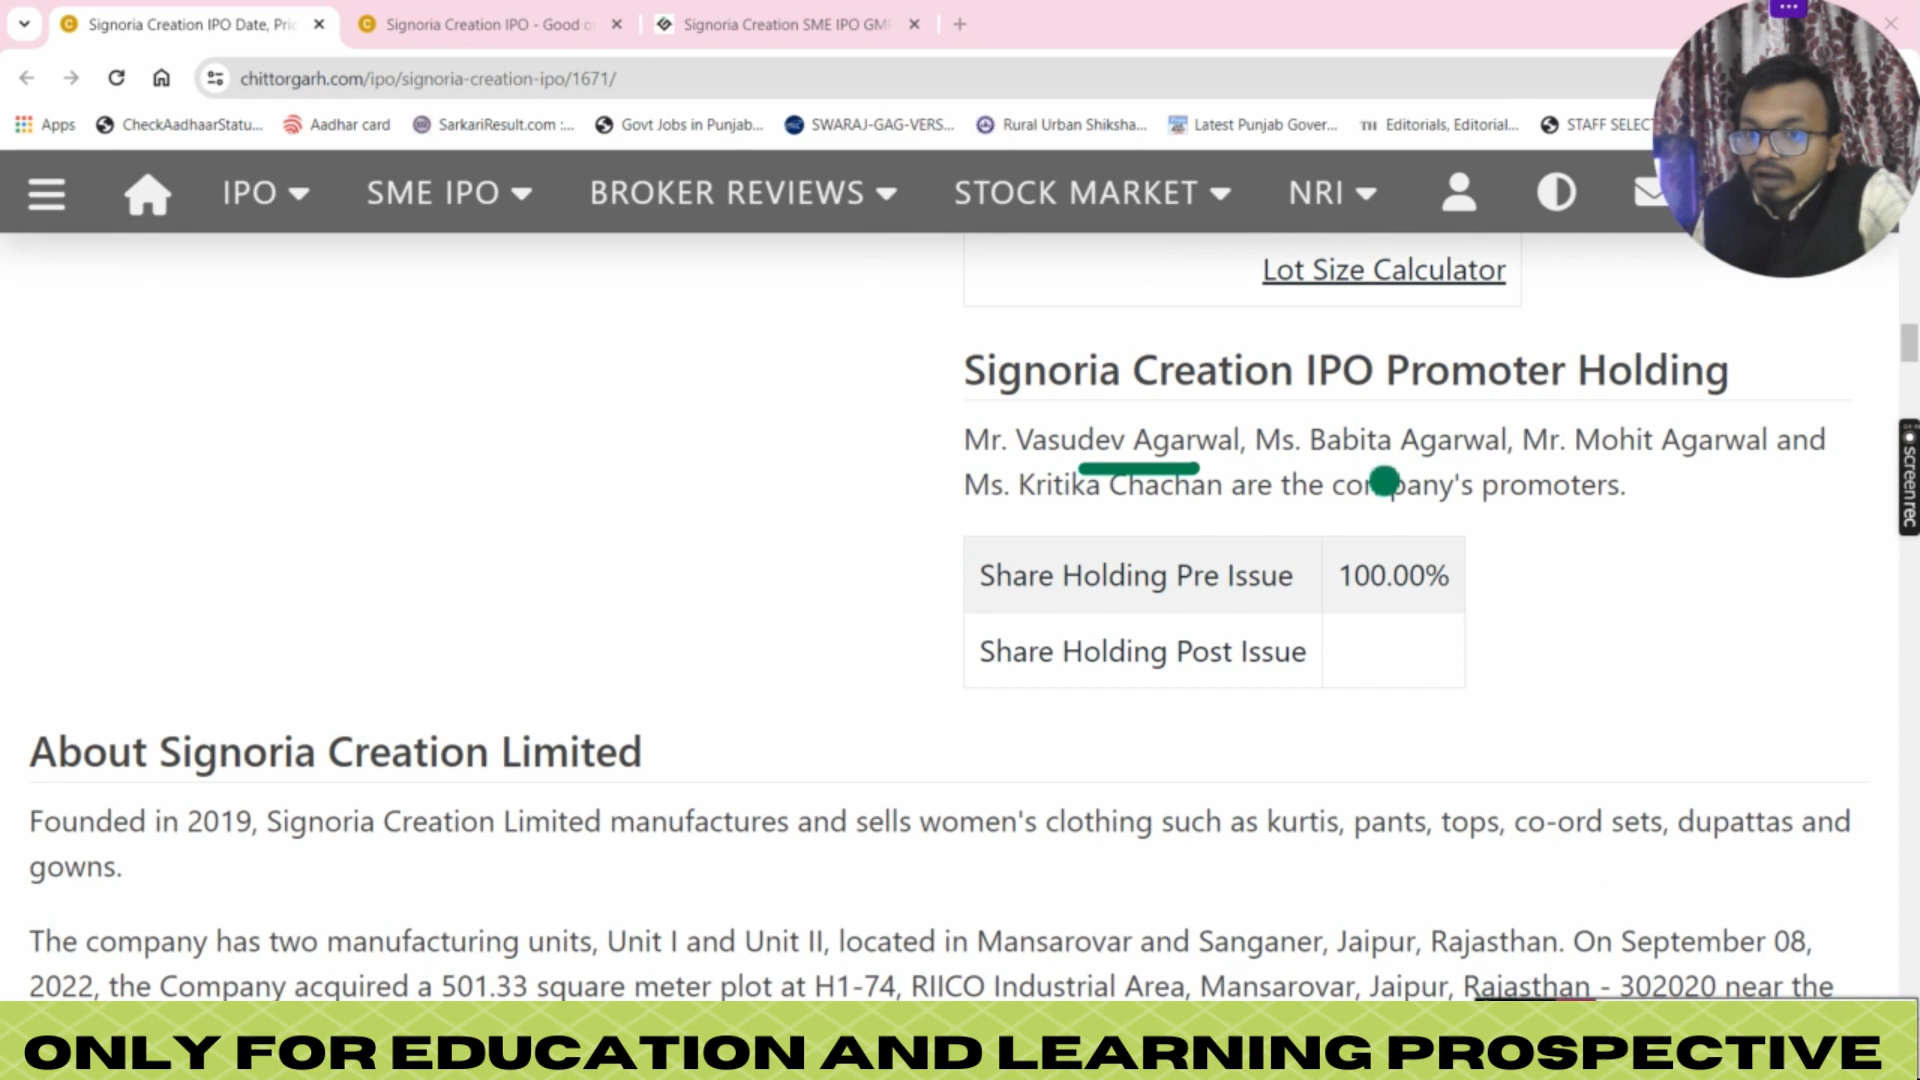 Signoria Creation IPO Date, Pric
Signoria Creation IPO - Good o
Signoria Creation SME IPO GM
chittorgarh.com/ipo/signoria-creation-ipo/1671/
Apps
CheckAadhaarStatu...
Aadhar card
SarkariResult.com :...
Govt Jobs in Punjab...
SWARAJ-GAG-VERS...
Rural Urban Shiksha...
Latest Punjab Gover...
Editorials, Editorial...
STAFF SELEC
IPO
SME IPO
BROKER REVIEWS
STOCK MARKET
NRI
Lot Size Calculator
Signoria Creation IPO Promoter Holding
Mr. Vasudev Agarwal, Ms. Babita Agarwal, Mr. Mohit Agarwal and
Ms. Kritika Chachan are the company's promoters.
Share Holding Pre Issue 100.00%
Share Holding Post Issue
screenrec
About Signoria Creation Limited
Founded in 2019, Signoria Creation Limited manufactures and sells women's clothing such as kurtis, pants, tops, co-ord sets, dupattas and
gowns.
The company has two manufacturing units, Unit I and Unit II, located in Mansarovar and Sanganer, Jaipur, Rajasthan. On September 08,
2022, the Company acquired a 501.33 square meter plot at H1-74, RIICO Industrial Area, Mansarovar, Jaipur, Rajasthan - 302020 near the
ONLY FOR EDUCATION AND LEARNING PROSPECTIVE